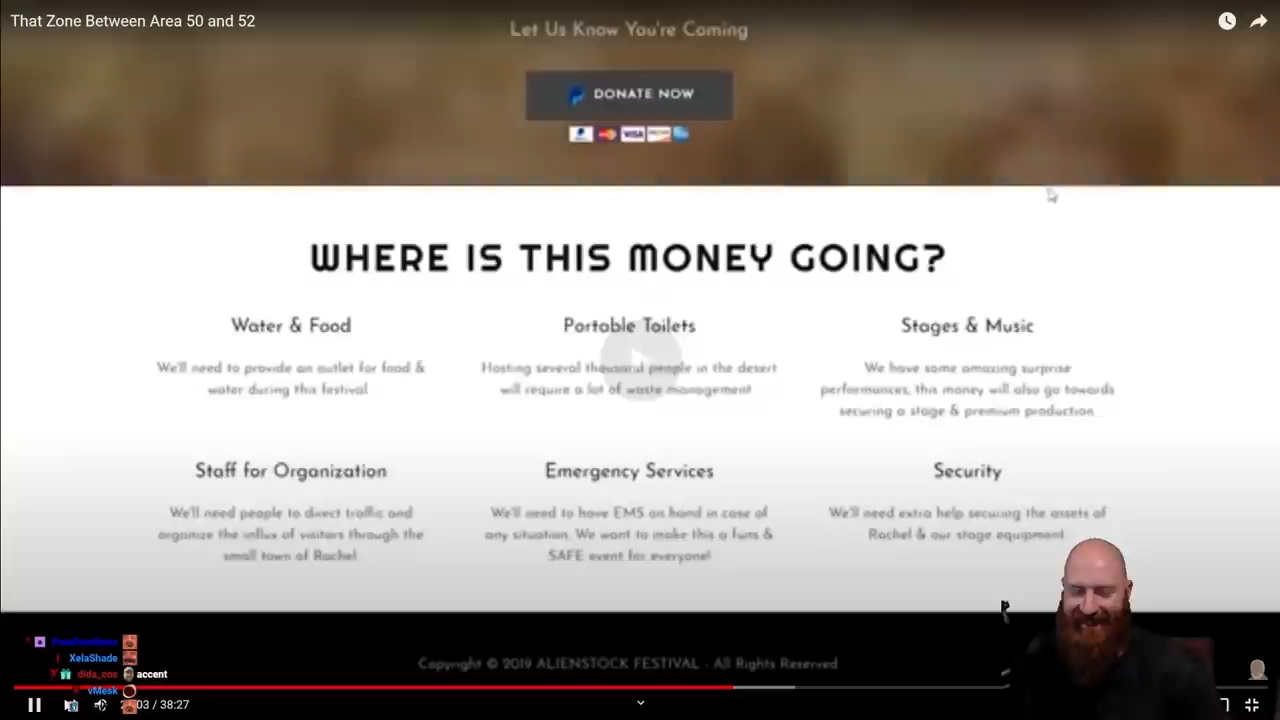 That Zone Between Area 50 and 52
Let Us Know You're Coming
DONATE NOW
VISA
WHERE IS THIS MONEY GOING?
Water & Food
We'll need to provide an outlet for food &
water during this festival
Portable Toilets
Hosting several thousand people in the desert
will require a lot of waste management
Stages & Music
We have some amazing surprise
performances, this money will also go towards
securing a stage & premium production.
Staff for Organization
We'll need people to direct traffic and
organize the influx of visitors through the
small town of Rachel
Emergency Services
We'll need to have EMS on hand in case of
any situation. We want to make this a funs &
SAFE event for everyone!
Security
We'll need extra help securing the assets of
Rachel & our stage equipment.
Copyright © 2019 ALIENSTOCK FESTIVAL - All Rights Reserved
XelaShade
dida_cos accent
vMesk
:03 / 38:27